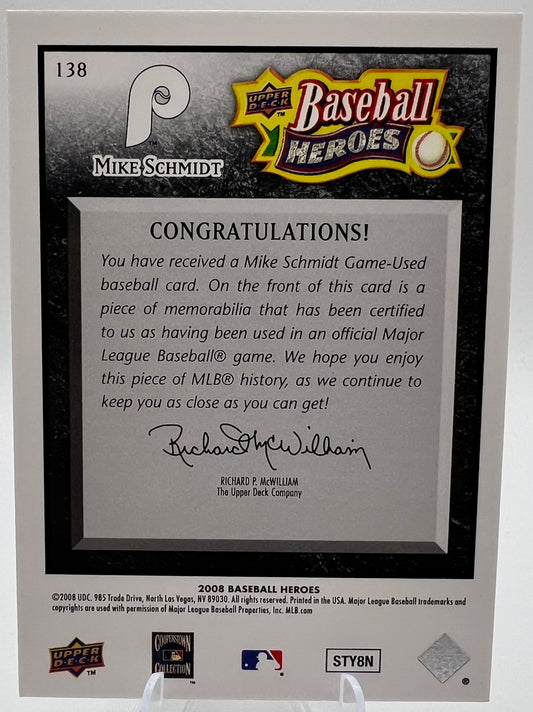 138
P
UPPER
D·E·C·K
TM
Baseball
HEROES
TM
MIKE SCHMIDT
CONGRATULATIONS!
You have received a Mike Schmidt Game-Used
baseball card. On the front of this card is a
piece of memorabilia that has been certified
to us as having been used in an official Major
League Baseball® game. We hope you enjoy
this piece of MLB® history, as we continue to
keep you as close as you can get!
Richard P. McWilliam
RICHARD P. McWILLIAM
The Upper Deck Company
2008 BASEBALL HEROES
©2008 UDC. 985 Trade Drive, North Las Vegas, NV 89030. All rights reserved. Printed in the USA. Major League Baseball trademarks and
copyrights are used with permission of Major League Baseball Properties, Inc. MLB.com
UPPER
D·E·C·K
TM
COOPERSTOWN
COLLECTION
STY8N
®